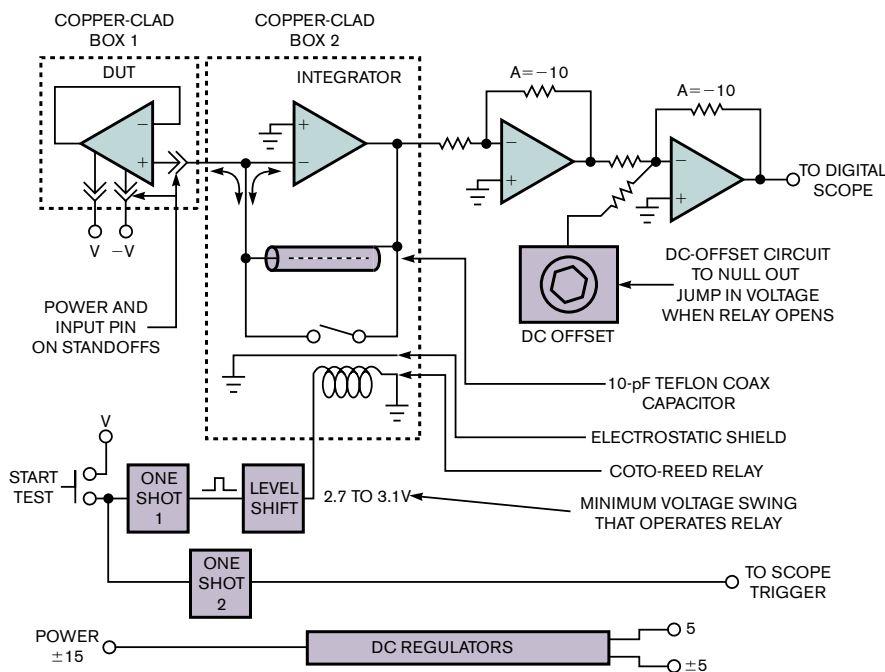 COPPER-CLAD
BOX 1
COPPER-CLAD
BOX 2
DUT
INTEGRATOR
−
+
+
−
V
−V
A=−10
−
+
A=−10
−
+
TO DIGITAL
SCOPE
DC OFFSET
DC-OFFSET CIRCUIT
TO NULL OUT
JUMP IN VOLTAGE
WHEN RELAY OPENS
POWER AND
INPUT PIN
ON STANDOFFS
10-pF TEFLON COAX
CAPACITOR
ELECTROSTATIC SHIELD
COTO-REED RELAY
V
START
TEST
ONE
SHOT
1
LEVEL
SHIFT
2.7 TO 3.1V
MINIMUM VOLTAGE SWING
THAT OPERATES RELAY
ONE
SHOT
2
TO SCOPE
TRIGGER
POWER
±15
DC REGULATORS
5
±5